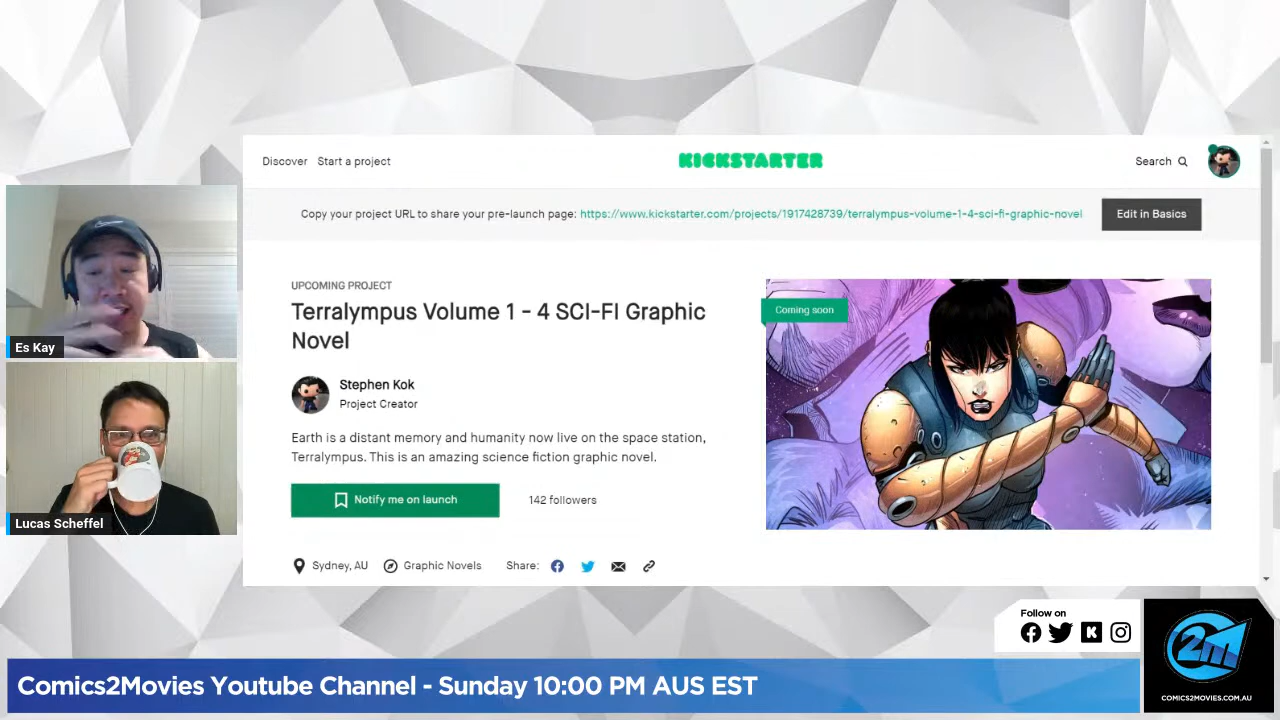 Discover Start a project
KICKSTARTER
Search
Copy your project URL to share your pre-launch page: https://www.kickstarter.com/projects/1917428739/terralympus-volume-1-4-sci-fi-graphic-novel
Edit in Basics
UPCOMING PROJECT
Terralympus Volume 1 - 4 SCI-FI Graphic
Novel
Stephen Kok
Project Creator
Earth is a distant memory and humanity now live on the space station,
Terralympus. This is an amazing science fiction graphic novel.
Notify me on launch
142 followers
Sydney, AU
Graphic Novels
Share:
Coming soon
Es Kay
Lucas Scheffel
Follow on
2M
COMICS2MOVIES.COM.AU
Comics2Movies Youtube Channel - Sunday 10:00 PM AUS EST